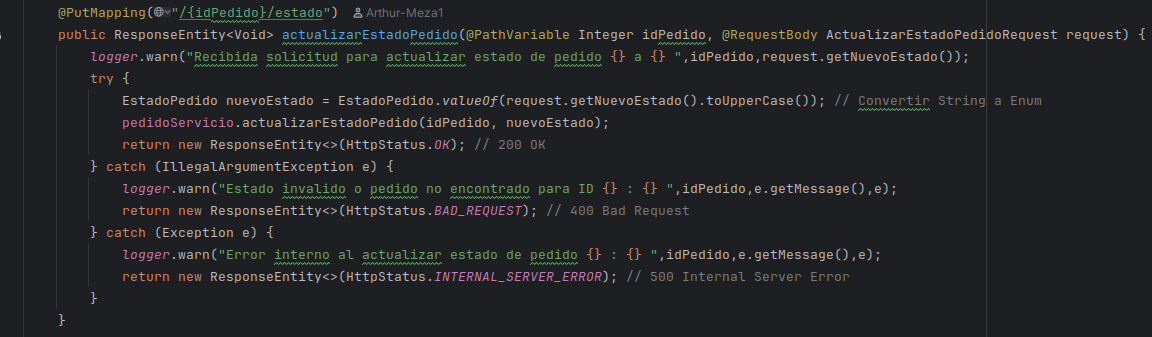 @PutMapping("/{idPedido}/estado") Arthur-Meza1
public ResponseEntity<Void> actualizarEstadoPedido(@PathVariable Integer idPedido, @RequestBody ActualizarEstadoPedidoRequest request) {
logger.warn("Recibida solicitud para actualizar estado de pedido {} a {} ",idPedido,request.getNuevoEstado());
try {
EstadoPedido nuevoEstado = EstadoPedido.valueOf(request.getNuevoEstado().toUpperCase()); // Convertir String a Enum
pedidoServicio.actualizarEstadoPedido(idPedido, nuevoEstado);
return new ResponseEntity<>(HttpStatus.OK); // 200 OK
} catch (IllegalArgumentException e) {
logger.warn("Estado invalido o pedido no encontrado para ID {} : {} ",idPedido,e.getMessage(),e);
return new ResponseEntity<>(HttpStatus.BAD_REQUEST); // 400 Bad Request
} catch (Exception e) {
logger.warn("Error interno al actualizar estado de pedido {} : {} ",idPedido,e.getMessage(),e);
return new ResponseEntity<>(HttpStatus.INTERNAL_SERVER_ERROR); // 500 Internal Server Error
}
}